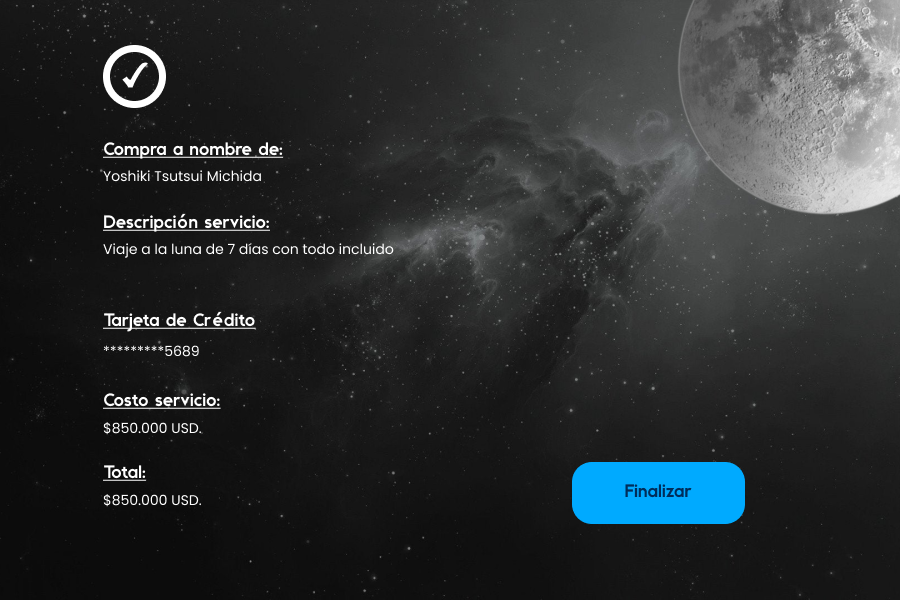 Compra a nombre de:
Yoshiki Tsutsui Michida
Descripción servicio:
Viaje a la luna de 7 días con todo incluido
Tarjeta de Crédito
*********5689
Costo servicio:
$850.000 USD.
Total:
$850.000 USD.
Finalizar